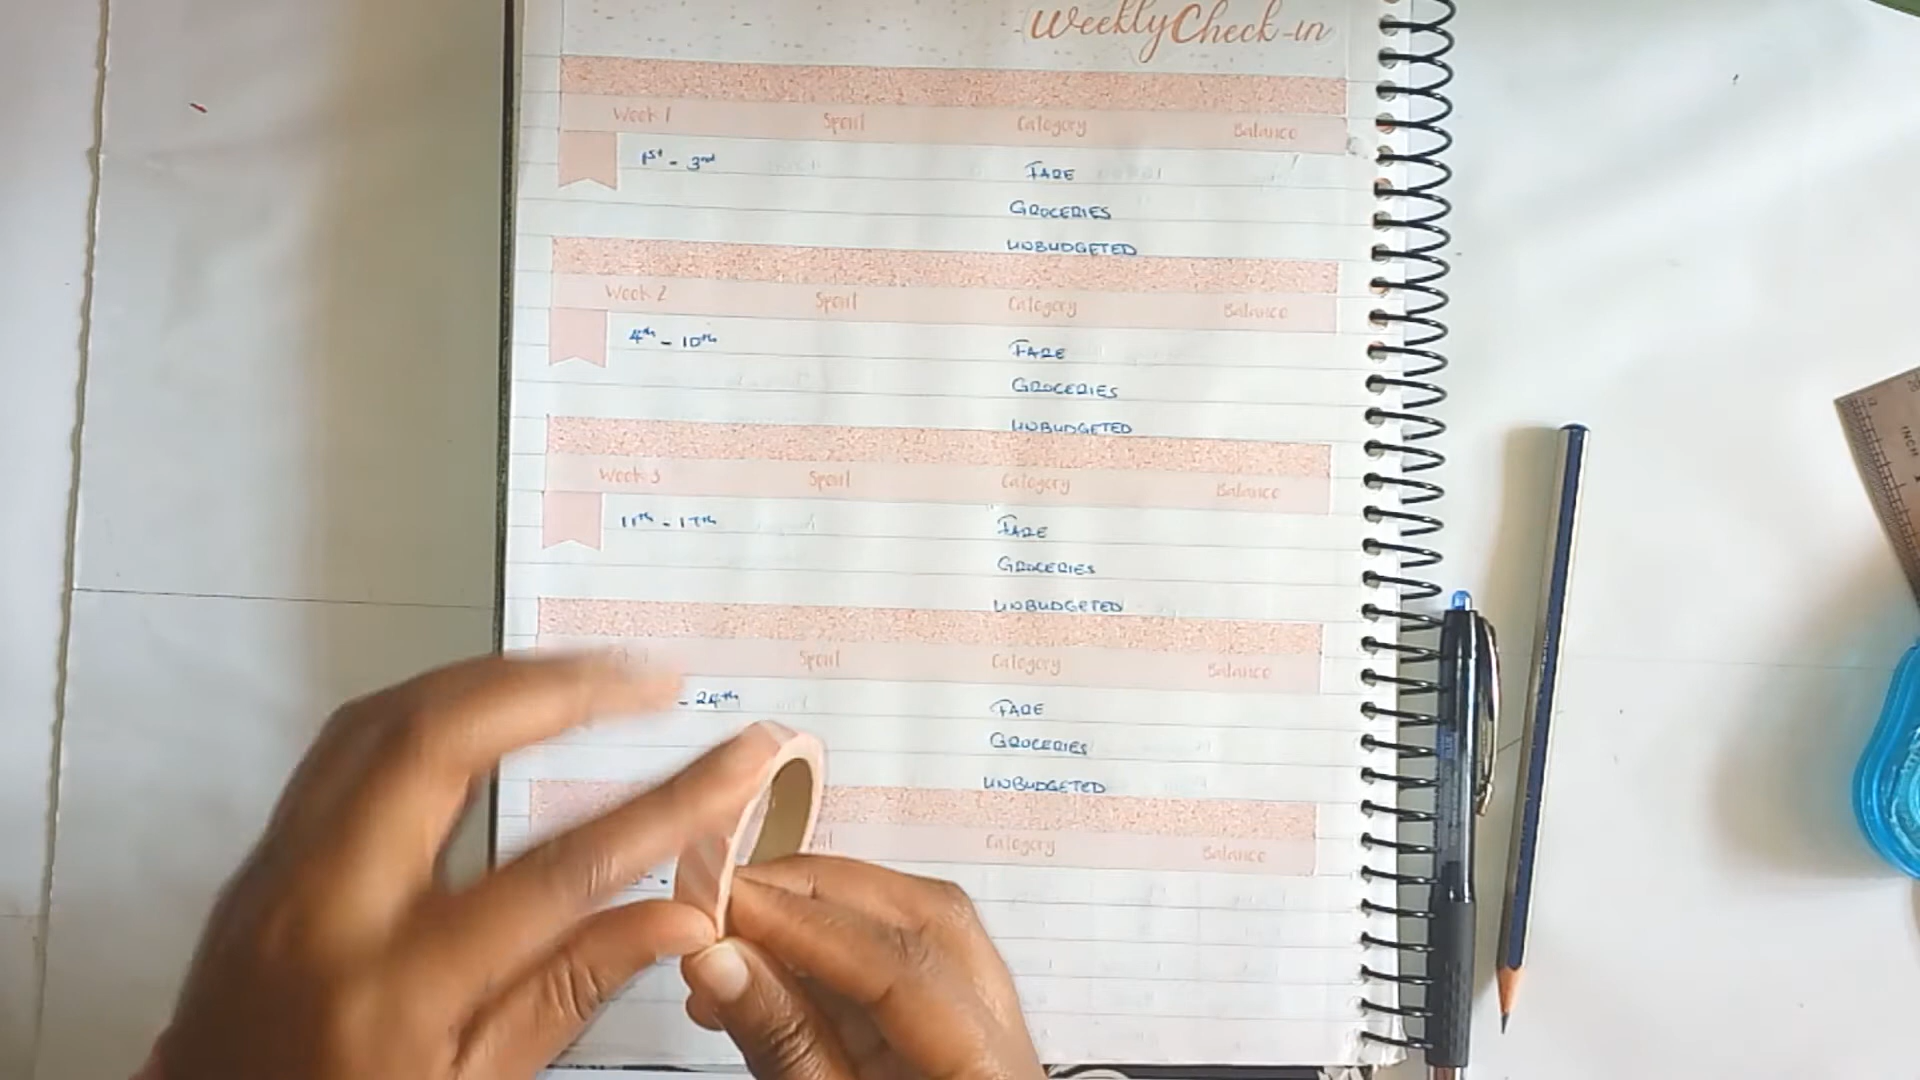 -Weekly Check-in
Week 1 Spent Category Balance
1st - 3rd FARE
GROCERIES
UNBUDGETED
Week 2 Spent Category Balance
4th - 10th FARE
GROCERIES
UNBUDGETED
Week 3 Spent Category Balance
11th - 17th FARE
GROCERIES
UNBUDGETED
Spent Category Balance
- 24th FARE
GROCERIES
UNBUDGETED
Category Balance
INCH